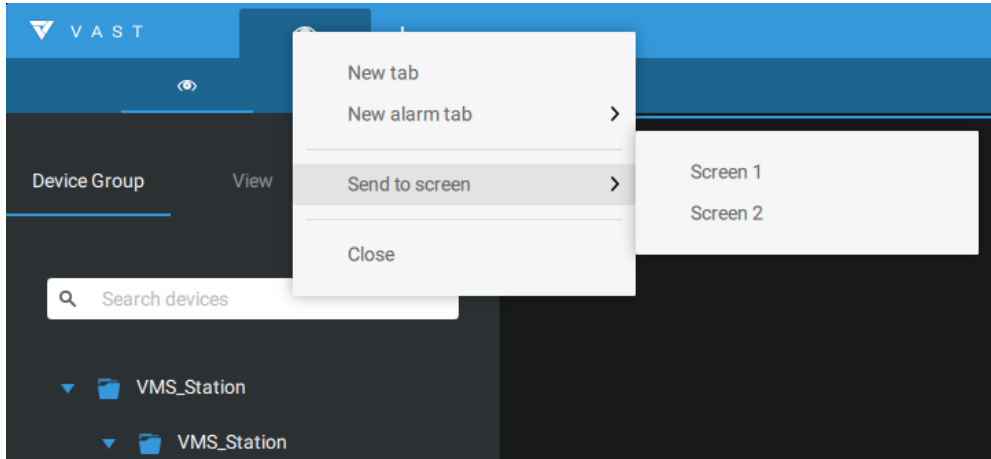 VAST
New tab
New alarm tab
Send to screen
Close
Screen 1
Screen 2
Device Group
View
Search devices
VMS_Station
VMS_Station